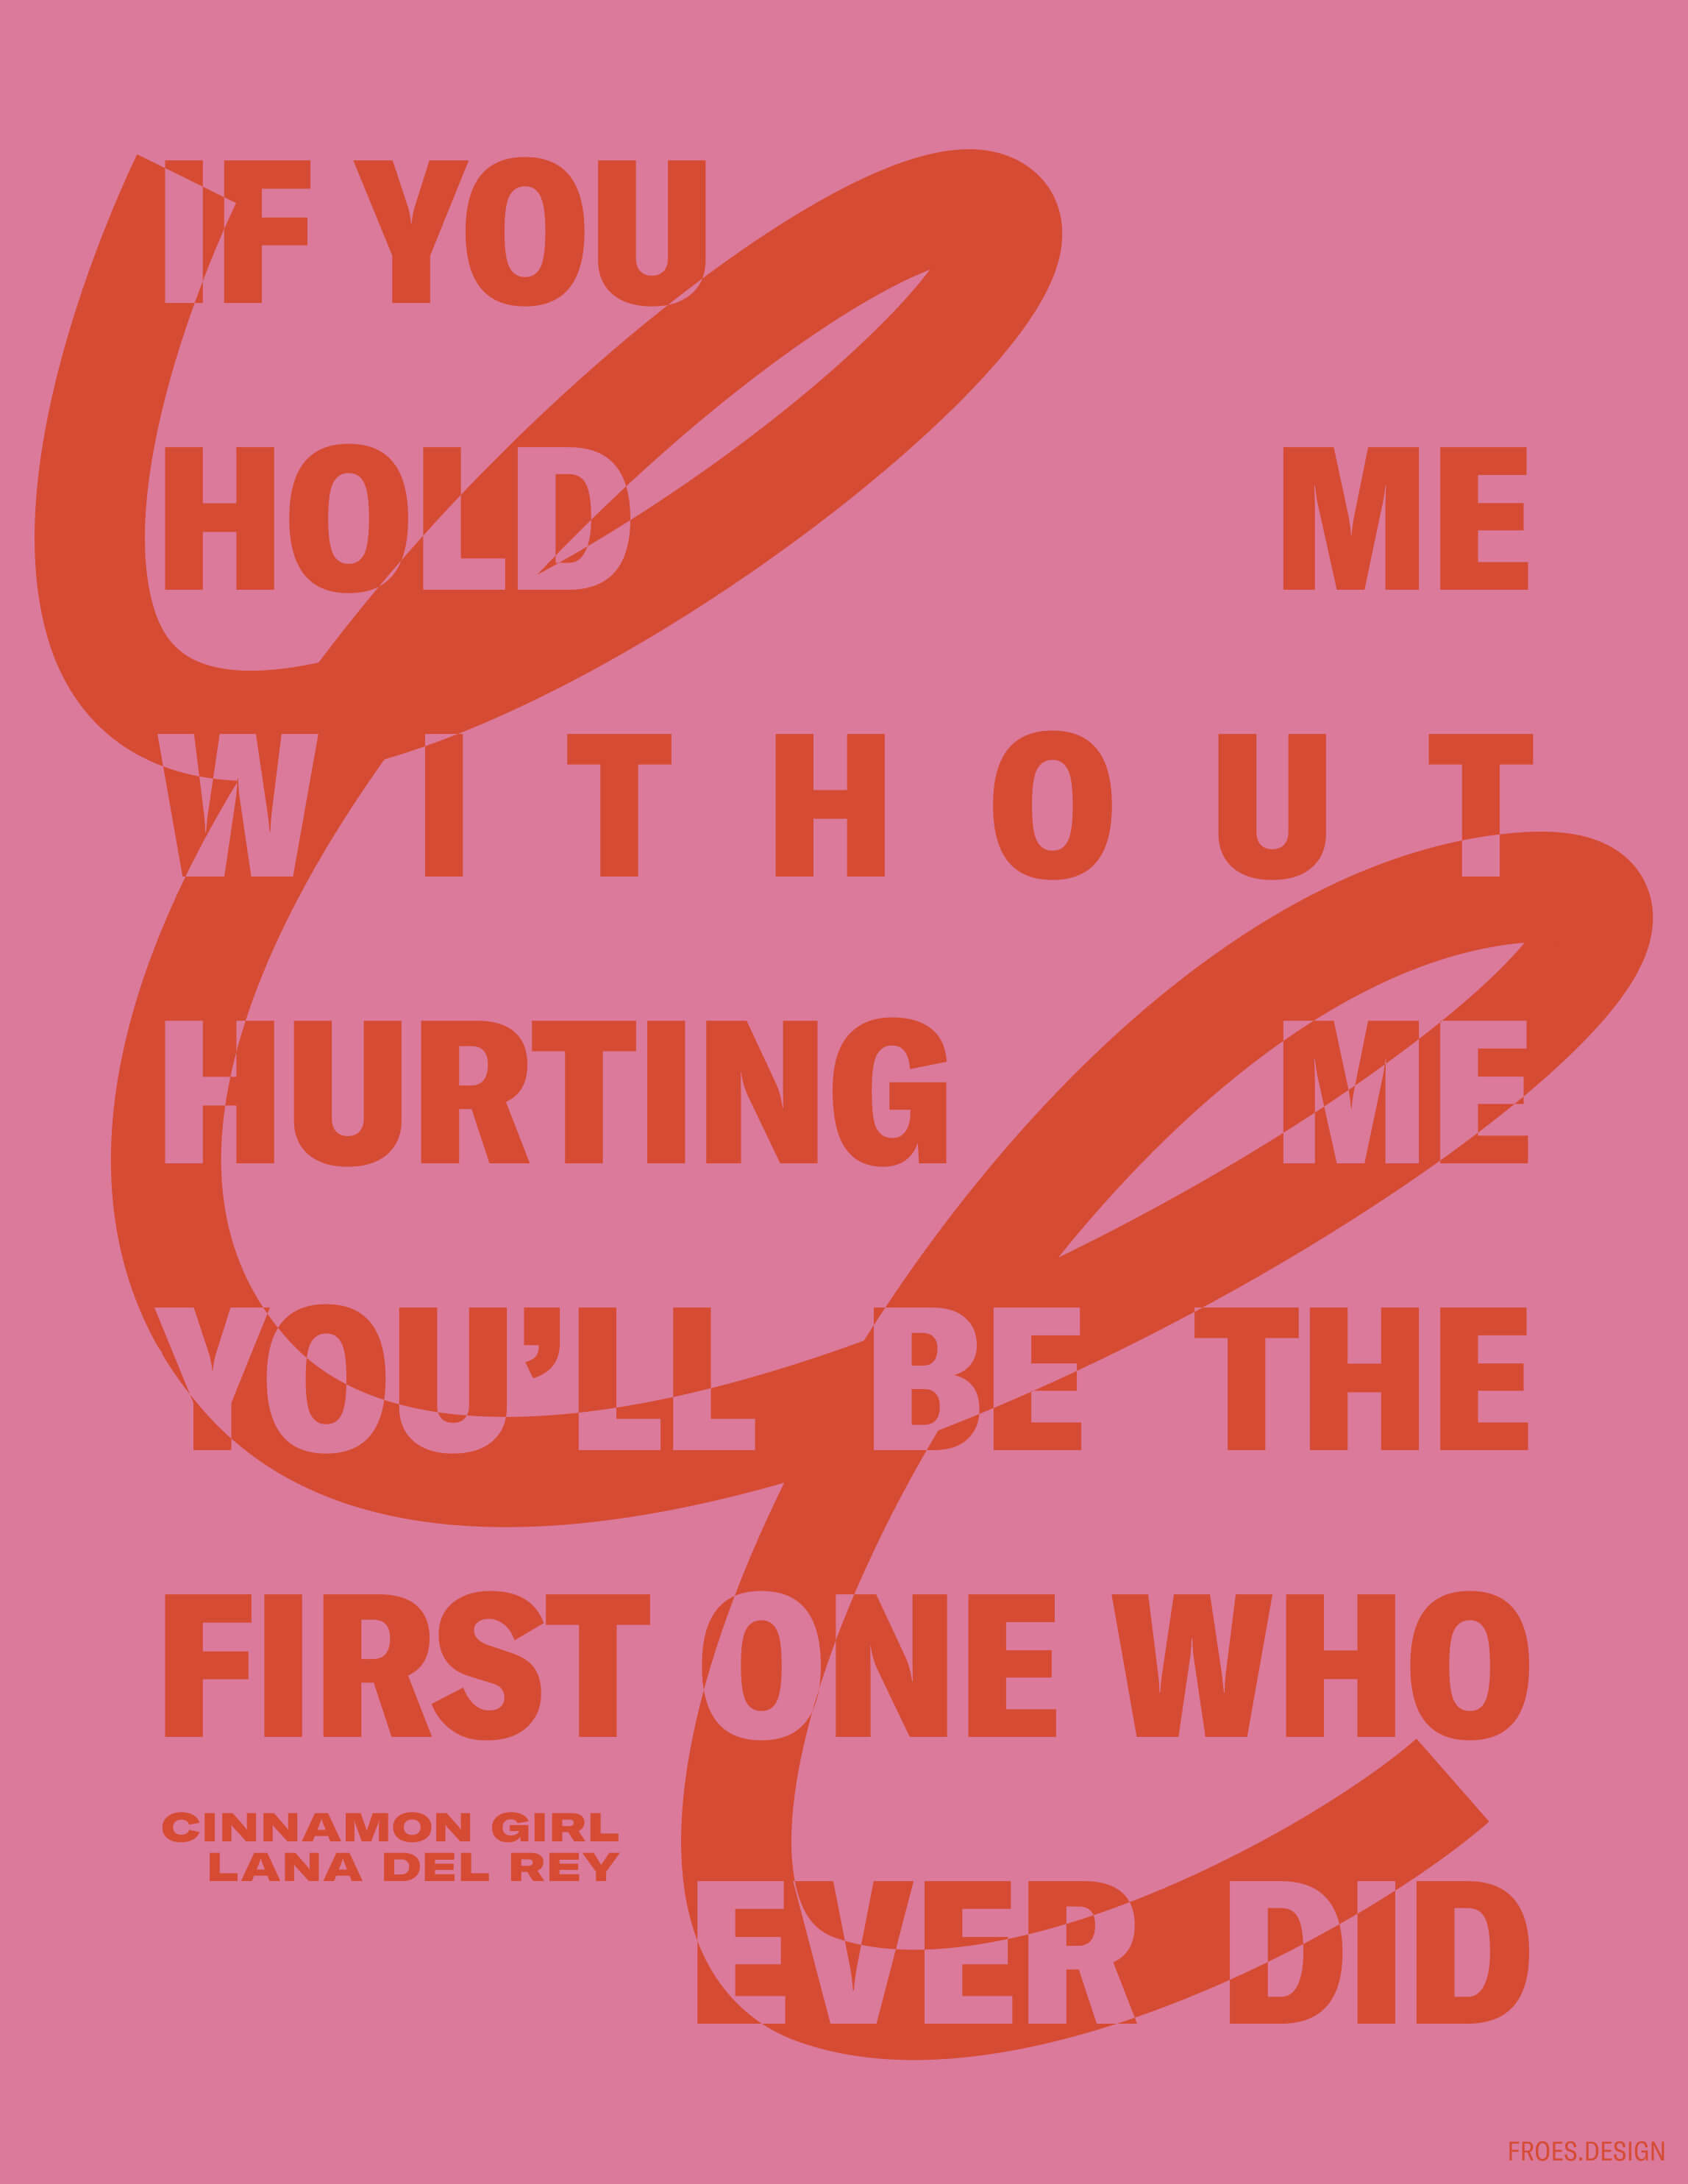 IF YOU
HOLD ME
WITHOUT
HURTING ME
YOU'LL BE THE
FIRST ONE WHO
EVER DID
CINNAMON GIRL
LANA DEL REY
FROES.DESIGN